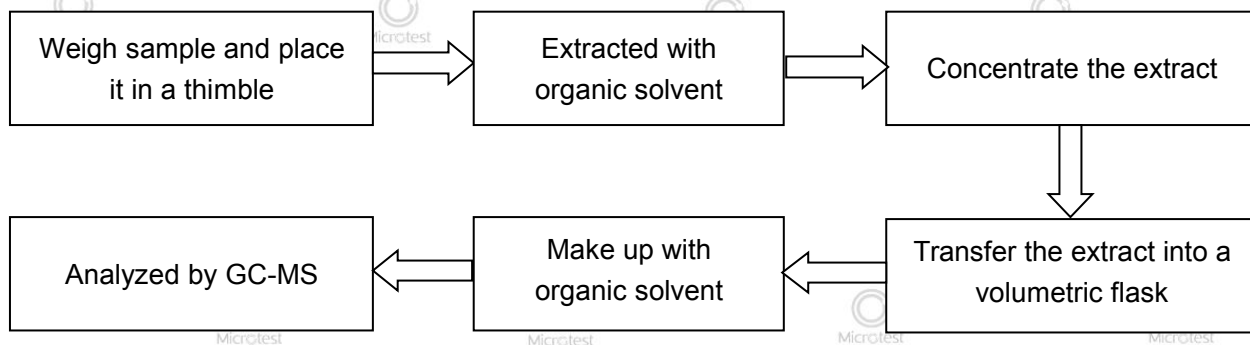 Microtest
Weigh sample and place
it in a thimble
Extracted with
organic solvent
Concentrate the extract
Analyzed by GC-MS
Make up with
organic solvent
Transfer the extract into a
volumetric flask
Microtest
Microtest
Microtest
Microtest